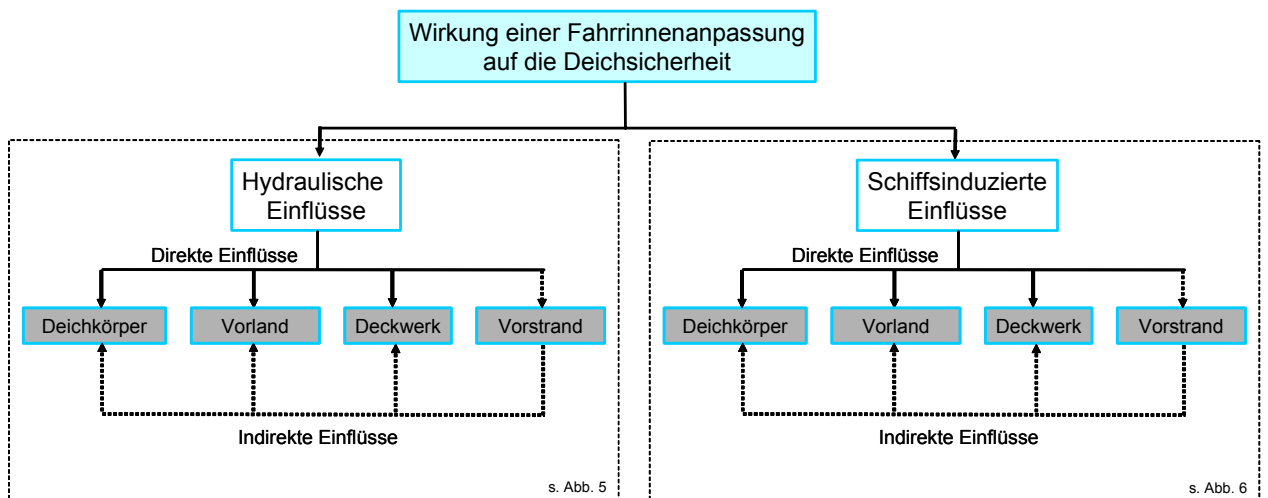 Wirkung einer Fahrrinnenanpassung
auf die Deichsicherheit
Hydraulische
Einflüsse
Direkte Einflüsse
Deichkörper
Vorland
Deckwerk
Vorstrand
Indirekte Einflüsse
s. Abb. 5
Schiffsinduzierte
Einflüsse
Direkte Einflüsse
Deichkörper
Vorland
Deckwerk
Vorstrand
Indirekte Einflüsse
s. Abb. 6